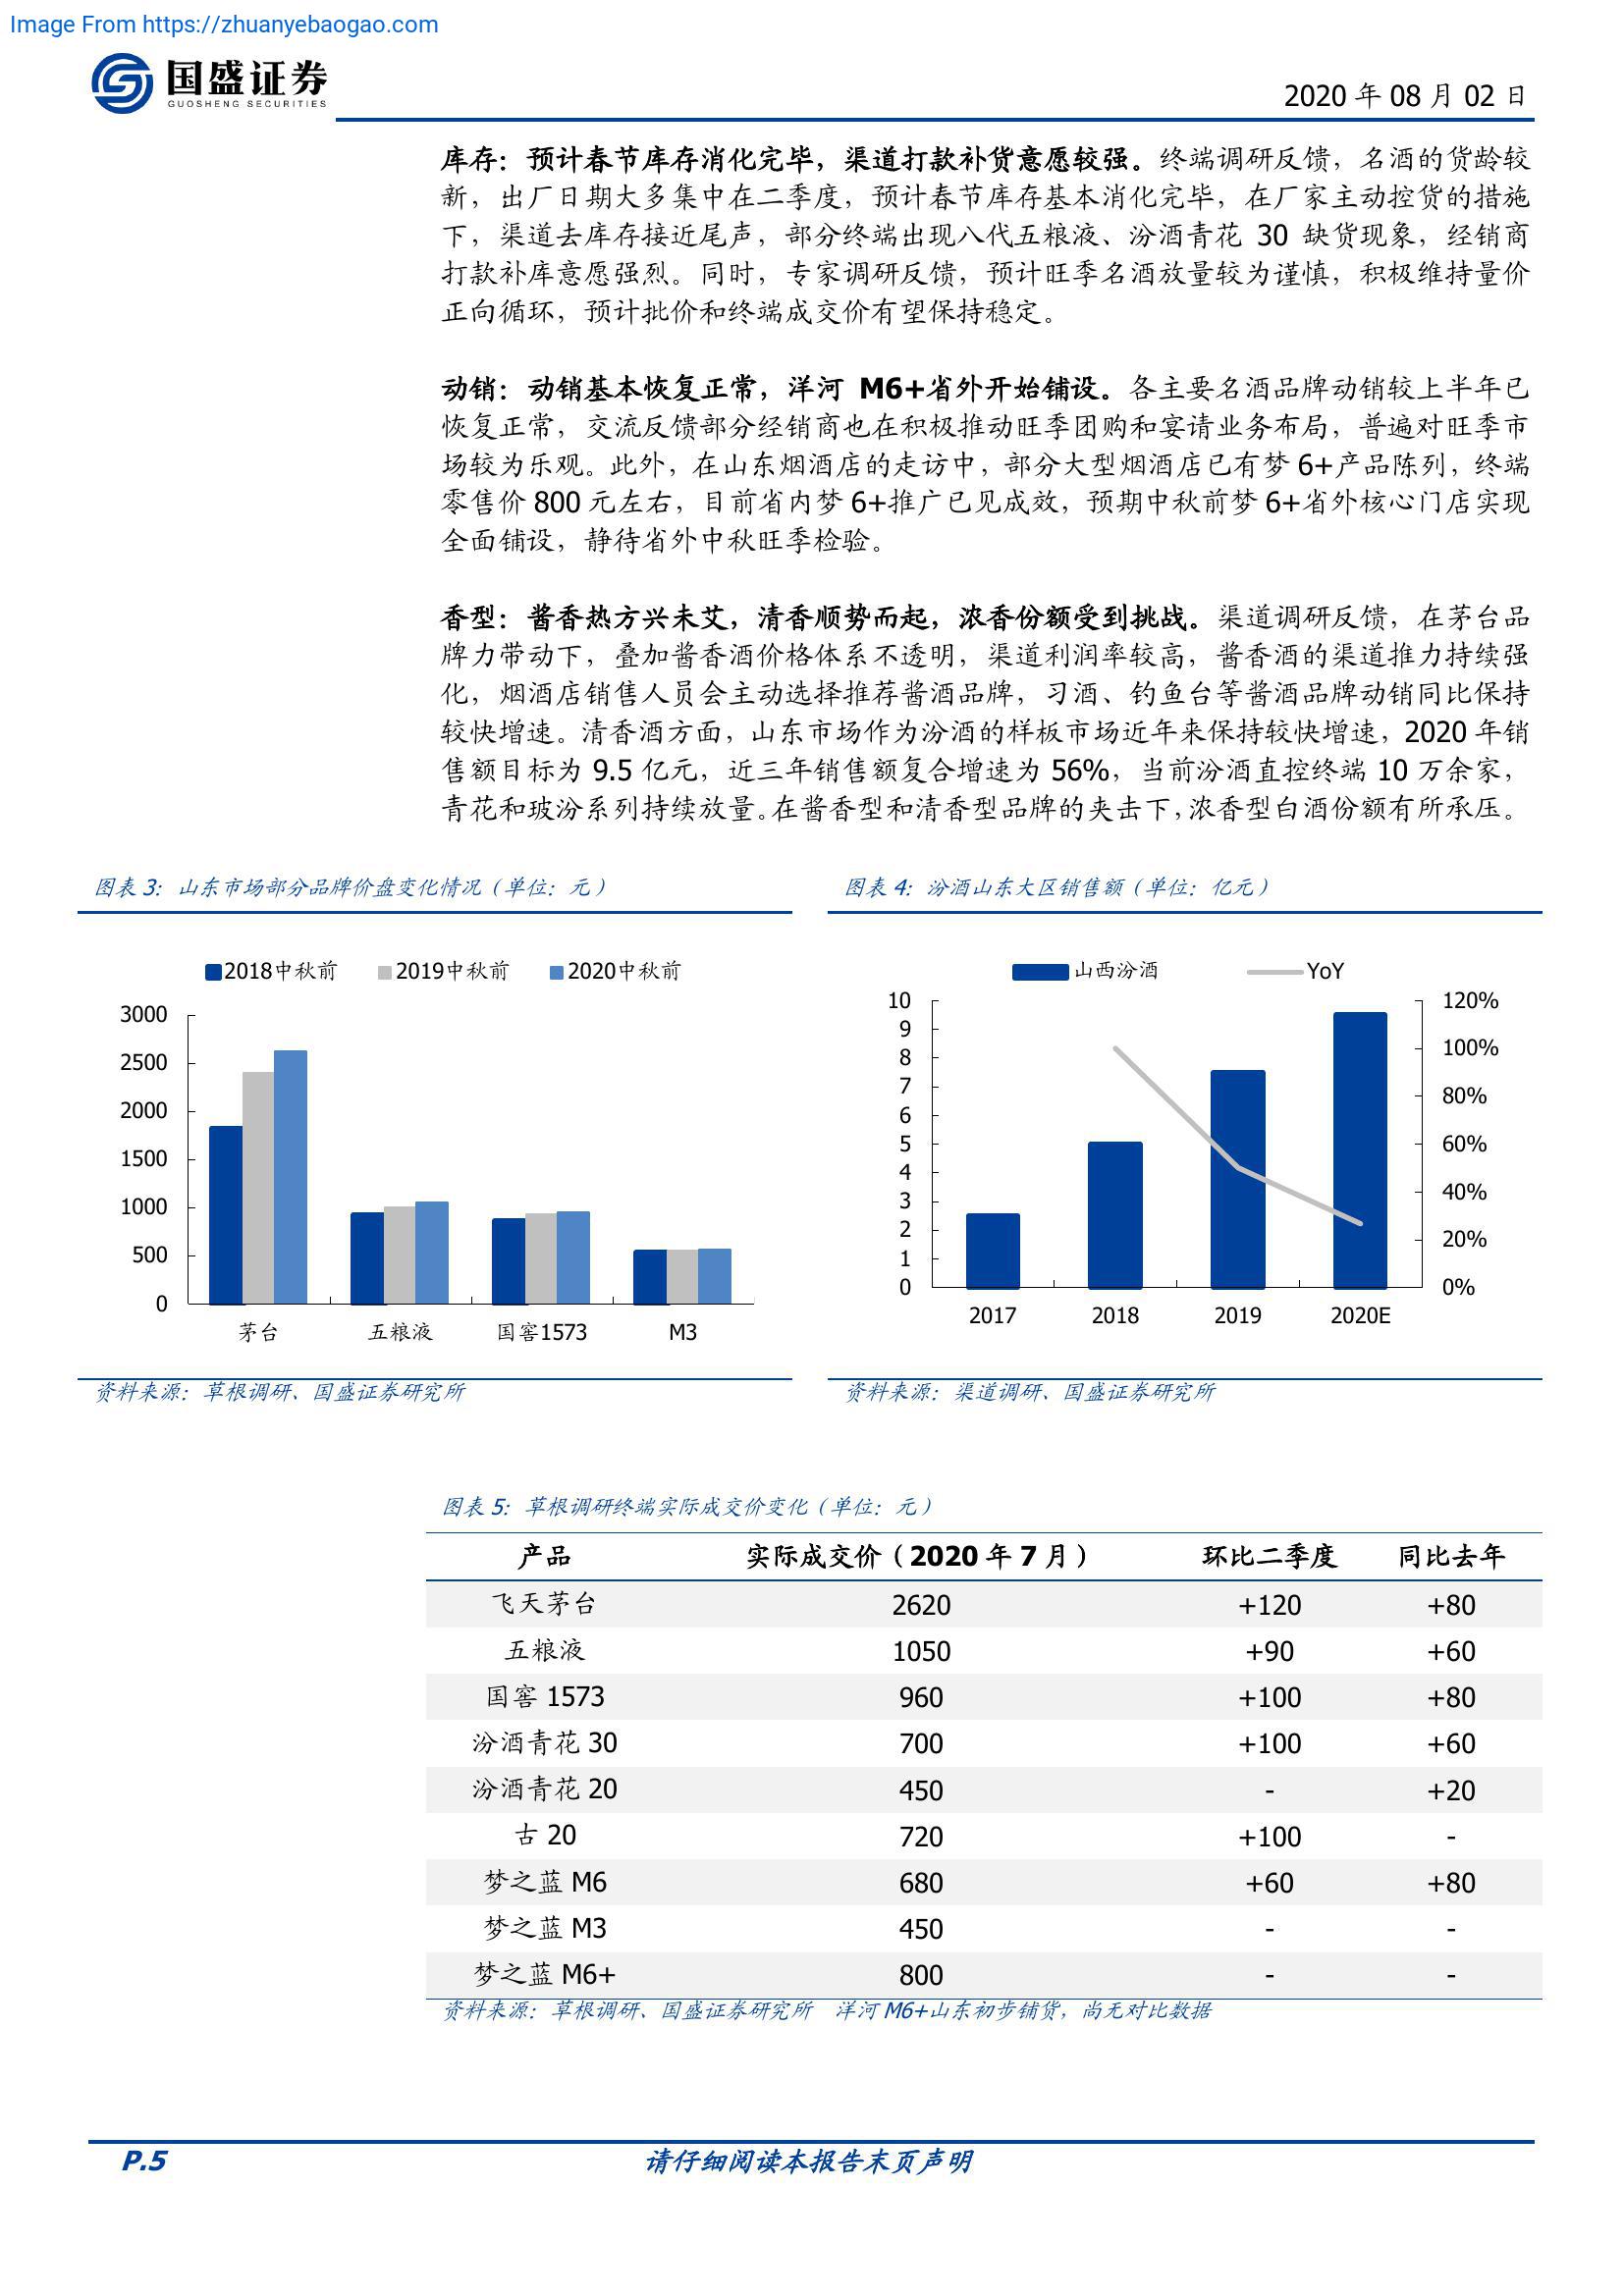 Image From https://zhuanyebaogao.com
国盛证券
GUOSHENG SECURITIES
2020 年 08 月 02 日
库存：预计春节库存消化完毕，渠道打款补货意愿较强。终端调研反馈，名酒的货龄较
新，出厂日期大多集中在二季度，预计春节库存基本消化完毕，在厂家主动控货的措施
下，渠道去库存接近尾声，部分终端出现八代五粮液、汾酒青花 30 缺货现象，经销商
打款补库意愿强烈。同时，专家调研反馈，预计旺季名酒放量较为谨慎，积极维持量价
正向循环，预计批价和终端成交价有望保持稳定。
动销：动销基本恢复正常，洋河 M6+省外开始铺设。各主要名酒品牌动销较上半年已
恢复正常，交流反馈部分经销商也在积极推动旺季团购和宴请业务布局，普遍对旺季市
场较为乐观。此外，在山东烟酒店的走访中，部分大型烟酒店已有梦 6+产品陈列，终端
零售价 800 元左右，目前省内梦 6+推广已见成效，预期中秋前梦 6+省外核心门店实现
全面铺设，静待省外中秋旺季检验。
香型：酱香热方兴未艾，清香顺势而起，浓香份额受到挑战。渠道调研反馈，在茅台品
牌力带动下，叠加酱香酒价格体系不透明，渠道利润率较高，酱香酒的渠道推力持续强
化，烟酒店销售人员会主动选择推荐酱酒品牌，习酒、钓鱼台等酱酒品牌动销同比保持
较快增速。清香酒方面，山东市场作为汾酒的样板市场近年来保持较快增速，2020 年销
售额目标为 9.5 亿元，近三年销售额复合增速为 56%，当前汾酒直控终端 10 万余家，
青花和玻汾系列持续放量。在酱香型和清香型品牌的夹击下，浓香型白酒份额有所承压。
图表 3: 山东市场部分品牌价盘变化情况（单位：元）
2018中秋前 2019中秋前 2020中秋前
3000
2500
2000
1500
1000
500
0
茅台 五粮液 国窖1573 M3
资料来源：草根调研、国盛证券研究所
图表 4: 汾酒山东大区销售额（单位：亿元）
山西汾酒 YoY
10 120%
9
8 100%
7 80%
6
5 60%
4
3 40%
2 20%
1
0 0%
2017 2018 2019 2020E
资料来源：渠道调研、国盛证券研究所
图表 5: 草根调研终端实际成交价变化（单位：元）
产品 实际成交价（2020 年 7 月） 环比二季度 同比去年
飞天茅台 2620 +120 +80
五粮液 1050 +90 +60
国窖 1573 960 +100 +80
汾酒青花 30 700 +100 +60
汾酒青花 20 450 - +20
古 20 720 +100 -
梦之蓝 M6 680 +60 +80
梦之蓝 M3 450 - -
梦之蓝 M6+ 800 - -
资料来源：草根调研、国盛证券研究所 洋河 M6+山东初步铺货，尚无对比数据
P.5 请仔细阅读本报告末页声明